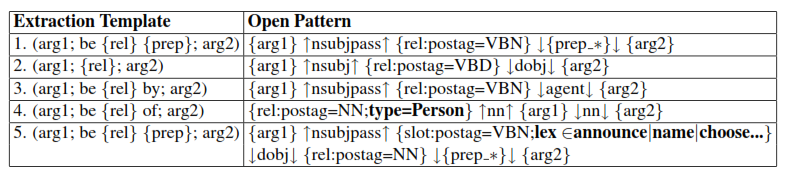 Extraction Template Open Pattern
1. (arg1; be {rel} {prep}; arg2) {arg1} ↑nsubjpass↑ {rel:postag=VBN} ↓{prep_*}↓ {arg2}
2. (arg1; {rel}; arg2) {arg1} ↑nsubj↑ {rel:postag=VBD} ↓dobj↓ {arg2}
3. (arg1; be {rel} by; arg2) {arg1} ↑nsubjpass↑ {rel:postag=VBN} ↓agent↓ {arg2}
4. (arg1; be {rel} of; arg2) {rel:postag=NN;type=Person} ↑nn↑ {arg1} ↓nn↓ {arg2}
5. (arg1; be {rel} {prep}; arg2) {arg1} ↑nsubjpass↑ {slot:postag=VBN;lex ∈announce|name|choose...}
↓dobj↓ {rel:postag=NN} ↓{prep_*}↓ {arg2}